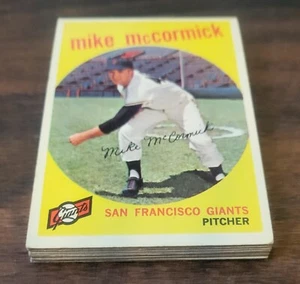 mike mccormick
Mike McCormick
Giants
SAN FRANCISCO GIANTS
PITCHER